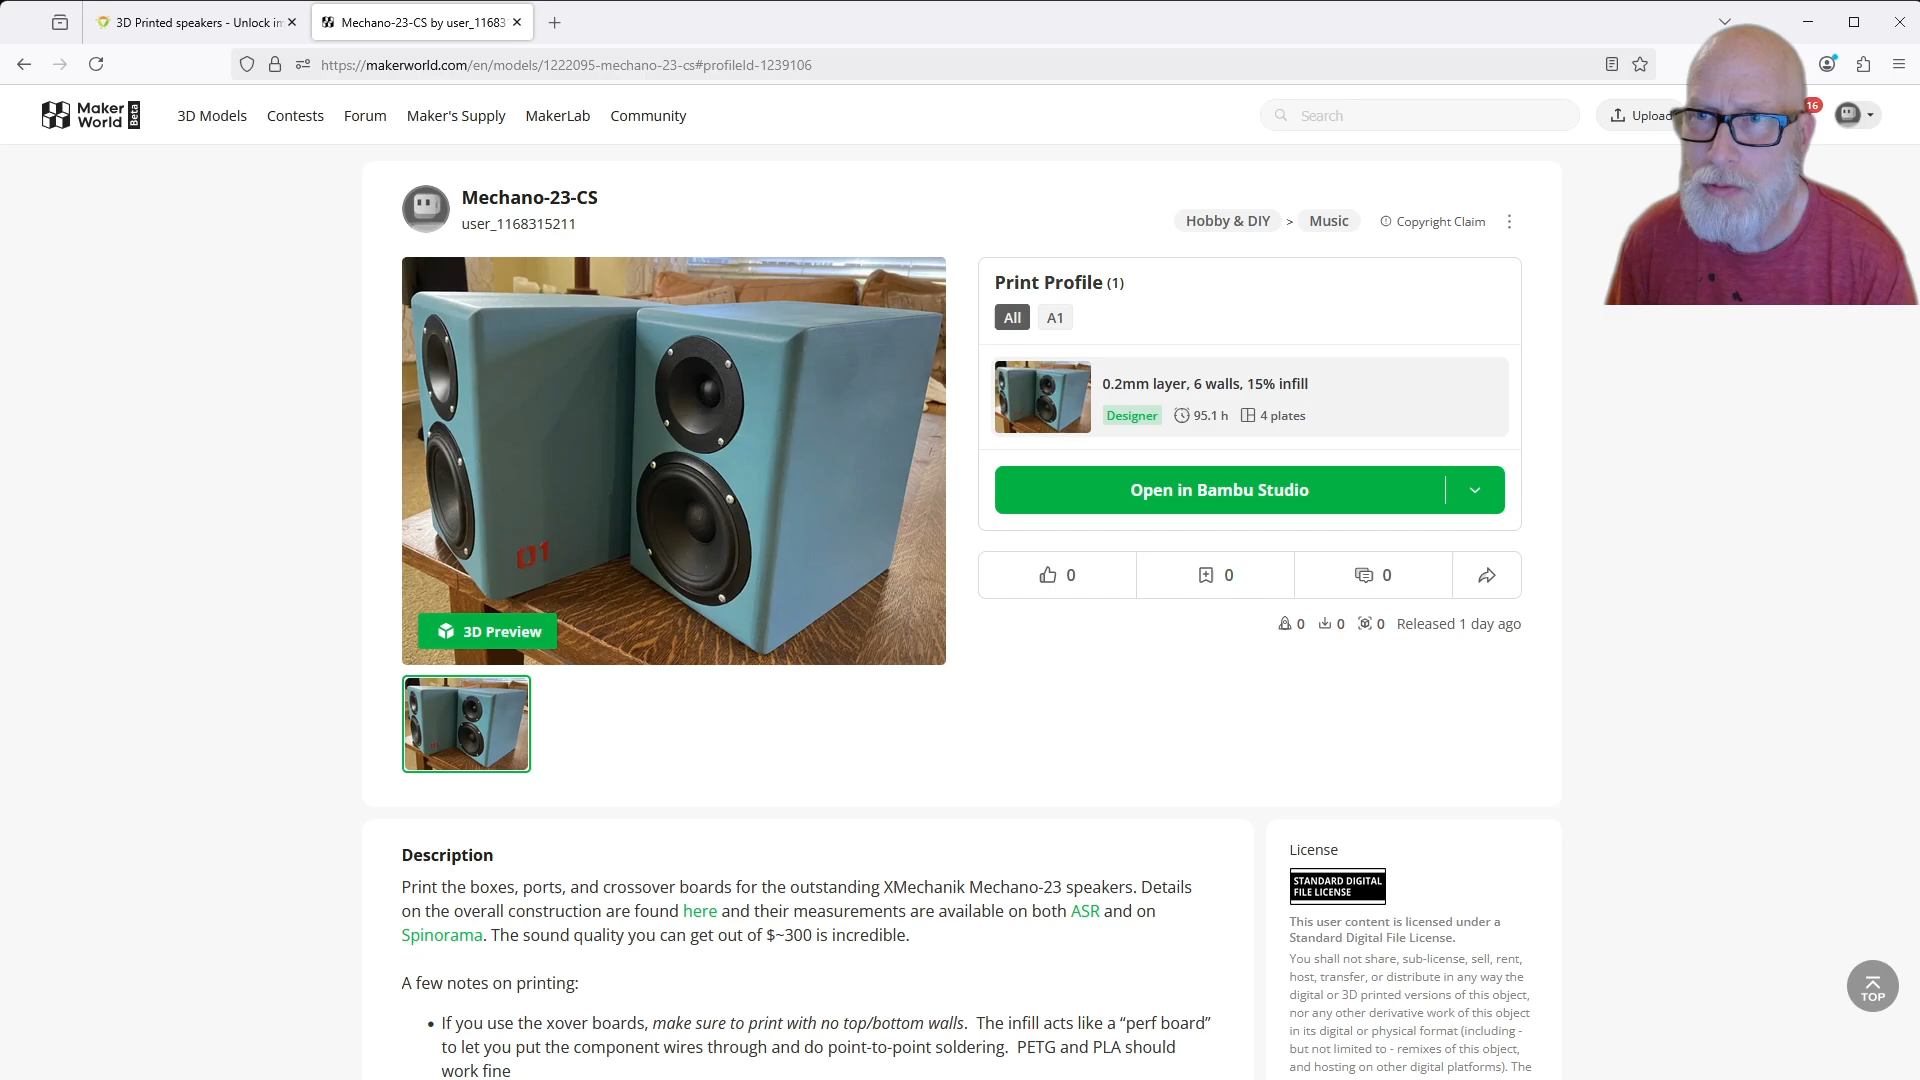 3D Printed speakers - Unlock in
Mechano-23-CS by user_11683
https://makerworld.com/en/models/1222095-mechano-23-cs#profileId-1239106
Maker World Beta
3D Models
Contests
Forum
Maker's Supply
MakerLab
Community
Search
Upload
16
Mechano-23-CS
user_1168315211
Hobby & DIY > Music
Copyright Claim
01
3D Preview
Print Profile (1)
All
A1
0.2mm layer, 6 walls, 15% infill
Designer 95.1 h 4 plates
Open in Bambu Studio
0 0 0
0 0 0 Released 1 day ago
Description
Print the boxes, ports, and crossover boards for the outstanding XMechanik Mechano-23 speakers. Details
on the overall construction are found here and their measurements are available on both ASR and on
Spinorama. The sound quality you can get out of $~300 is incredible.
A few notes on printing:
• If you use the xover boards, make sure to print with no top/bottom walls. The infill acts like a “perf board”
to let you put the component wires through and do point-to-point soldering. PETG and PLA should
work fine
License
STANDARD DIGITAL
FILE LICENSE
This user content is licensed under a
Standard Digital File License.
You shall not share, sub-license, sell, rent,
host, transfer, or distribute in any way the
digital or 3D printed versions of this object,
nor any other derivative work of this object
in its digital or physical format (including -
but not limited to - remixes of this object,
and hosting on other digital platforms). The
TOP